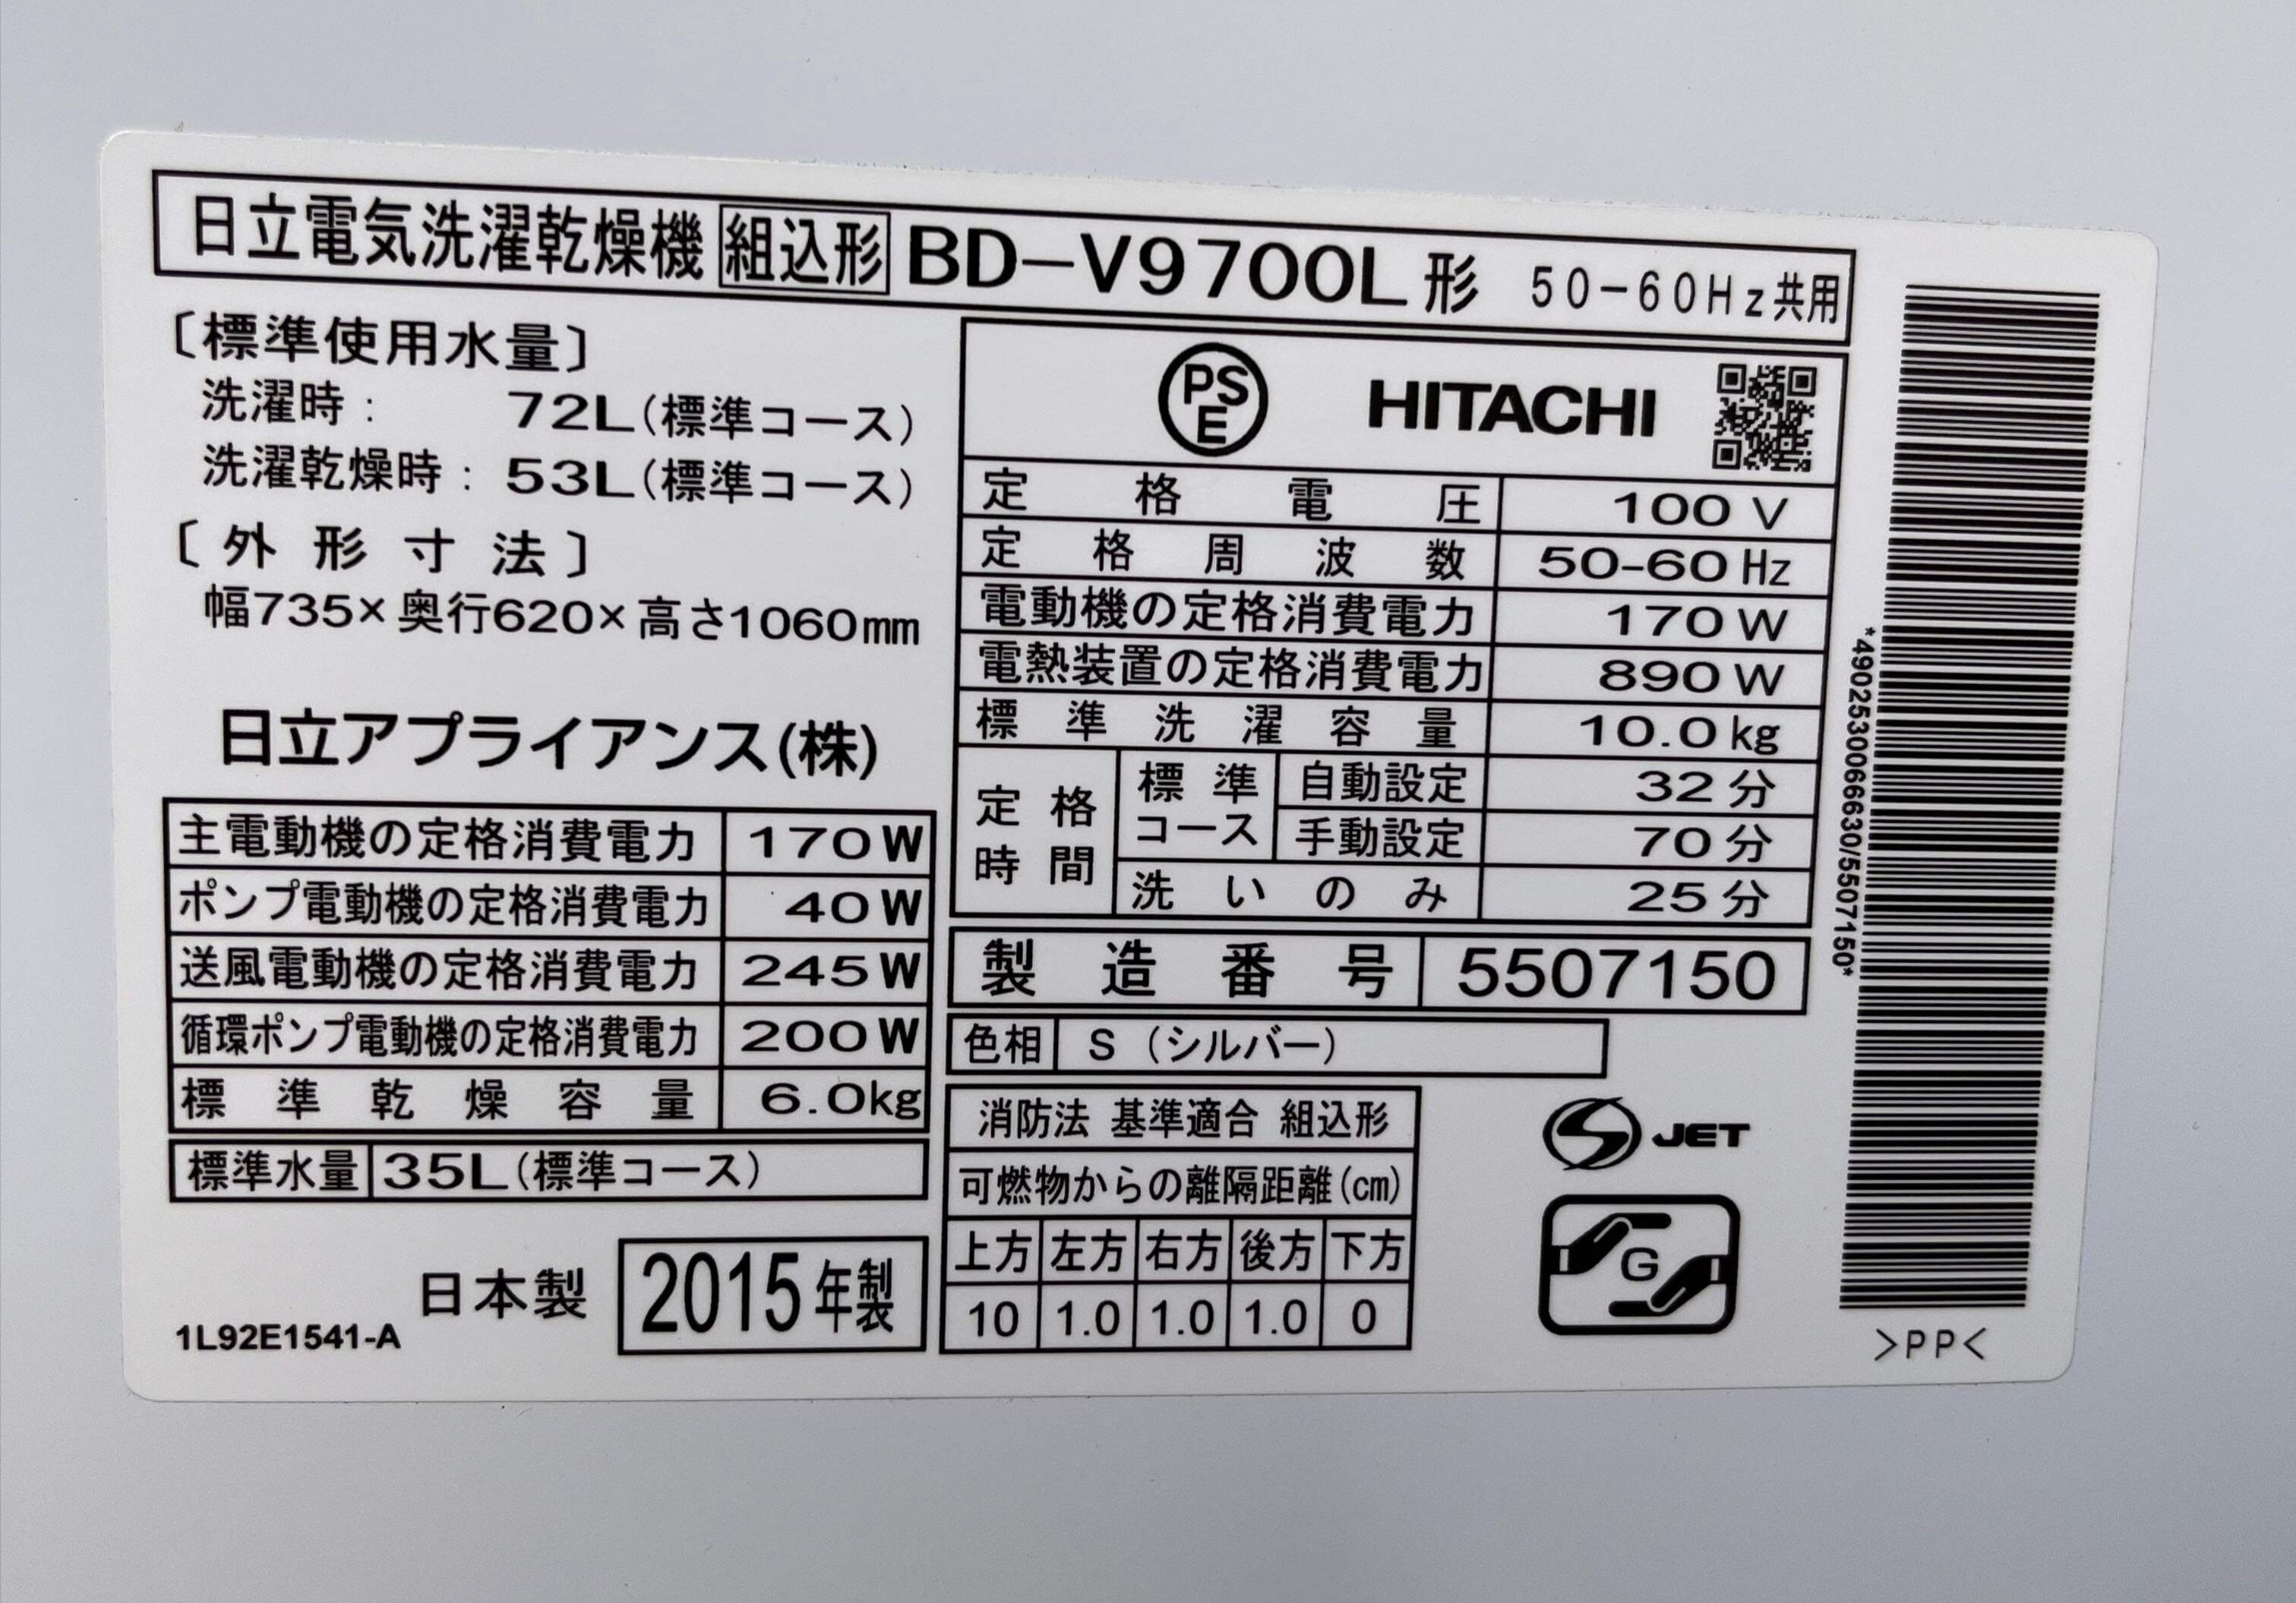 日立電気洗濯乾燥機 組込形 BD-V9700L形 50-60Hz共用
〔標準使用水量〕
洗濯時: 72L(標準コース)
洗濯乾燥時: 53L(標準コース)
〔外形寸法〕
幅735×奥行620×高さ1060mm
日立アプライアンス(株)
主電動機の定格消費電力 170W
ポンプ電動機の定格消費電力 40W
送風電動機の定格消費電力 245W
循環ポンプ電動機の定格消費電力 200W
標準乾燥容量 6.0kg
標準水量 35L(標準コース)
日本製 2015年製
1L92E1541-A
PSE HITACHI
定格電圧 100V
定格周波数 50-60Hz
電動機の定格消費電力 170W
電熱装置の定格消費電力 890W
標準洗濯容量 10.0kg
定格時間 標準コース 自動設定 32分
手動設定 70分
洗いのみ 25分
製造番号 5507150
色相 S(シルバー)
消防法 基準適合 組込形
可燃物からの離隔距離(cm)
上方 左方 右方 後方 下方
10 1.0 1.0 1.0 0
S JET
G
*4902530066630/5507150*
>PP<